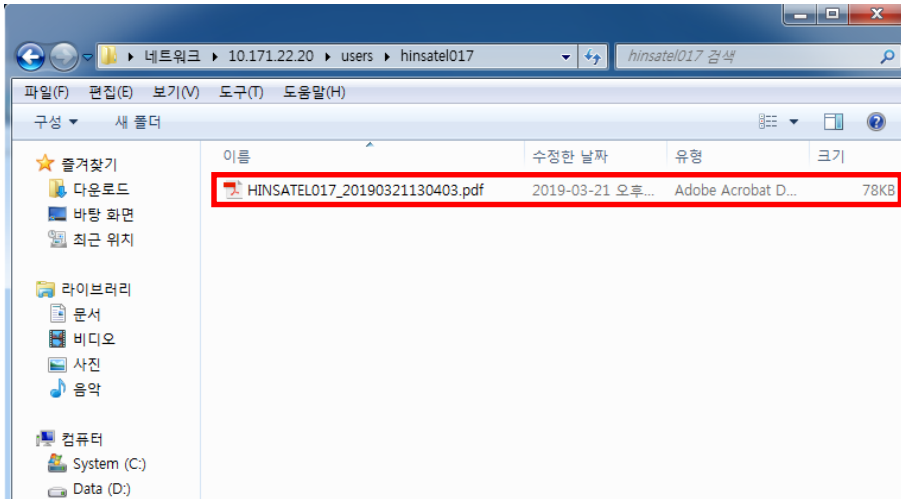 네트워크 ▸ 10.171.22.20 ▸ users ▸ hinsatel017
hinsatel017 검색
파일(F) 편집(E) 보기(V) 도구(T) 도움말(H)
구성 새 폴더
이름 수정한 날짜 유형 크기
HINSATEL017_20190321130403.pdf 2019-03-21 오후... Adobe Acrobat D... 78KB
즐겨찾기
다운로드
바탕 화면
최근 위치
라이브러리
문서
비디오
사진
음악
컴퓨터
System (C:)
Data (D:)